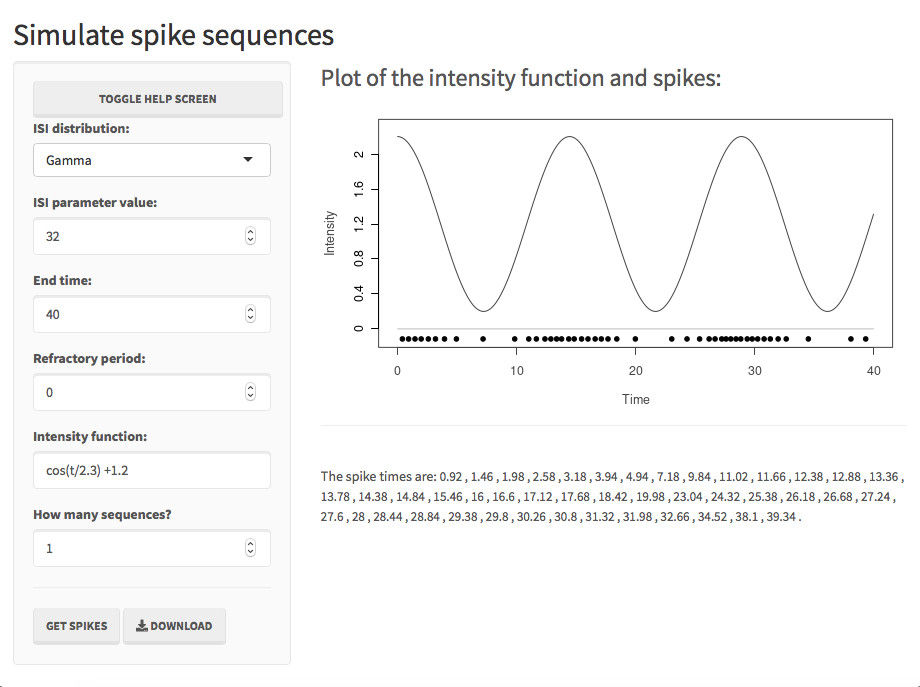 Simulate spike sequences
TOGGLE HELP SCREEN
ISI distribution:
Gamma
ISI parameter value:
32
End time:
40
Refractory period:
0
Intensity function:
cos(t/2.3) +1.2
How many sequences?
1
GET SPIKES
DOWNLOAD
Plot of the intensity function and spikes:
Intensity
2
1.6
1.2
0.8
0.4
0
0 10 20 30 40
Time
The spike times are: 0.92 , 1.46 , 1.98 , 2.58 , 3.18 , 3.94 , 4.94 , 7.18 , 9.84 , 11.02 , 11.66 , 12.38 , 12.88 , 13.36 ,
13.78 , 14.38 , 14.84 , 15.46 , 16 , 16.6 , 17.12 , 17.68 , 18.42 , 19.98 , 23.04 , 24.32 , 25.38 , 26.18 , 26.68 , 27.24 ,
27.6 , 28 , 28.44 , 28.84 , 29.38 , 29.8 , 30.26 , 30.8 , 31.32 , 31.98 , 32.66 , 34.52 , 38.1 , 39.34 .